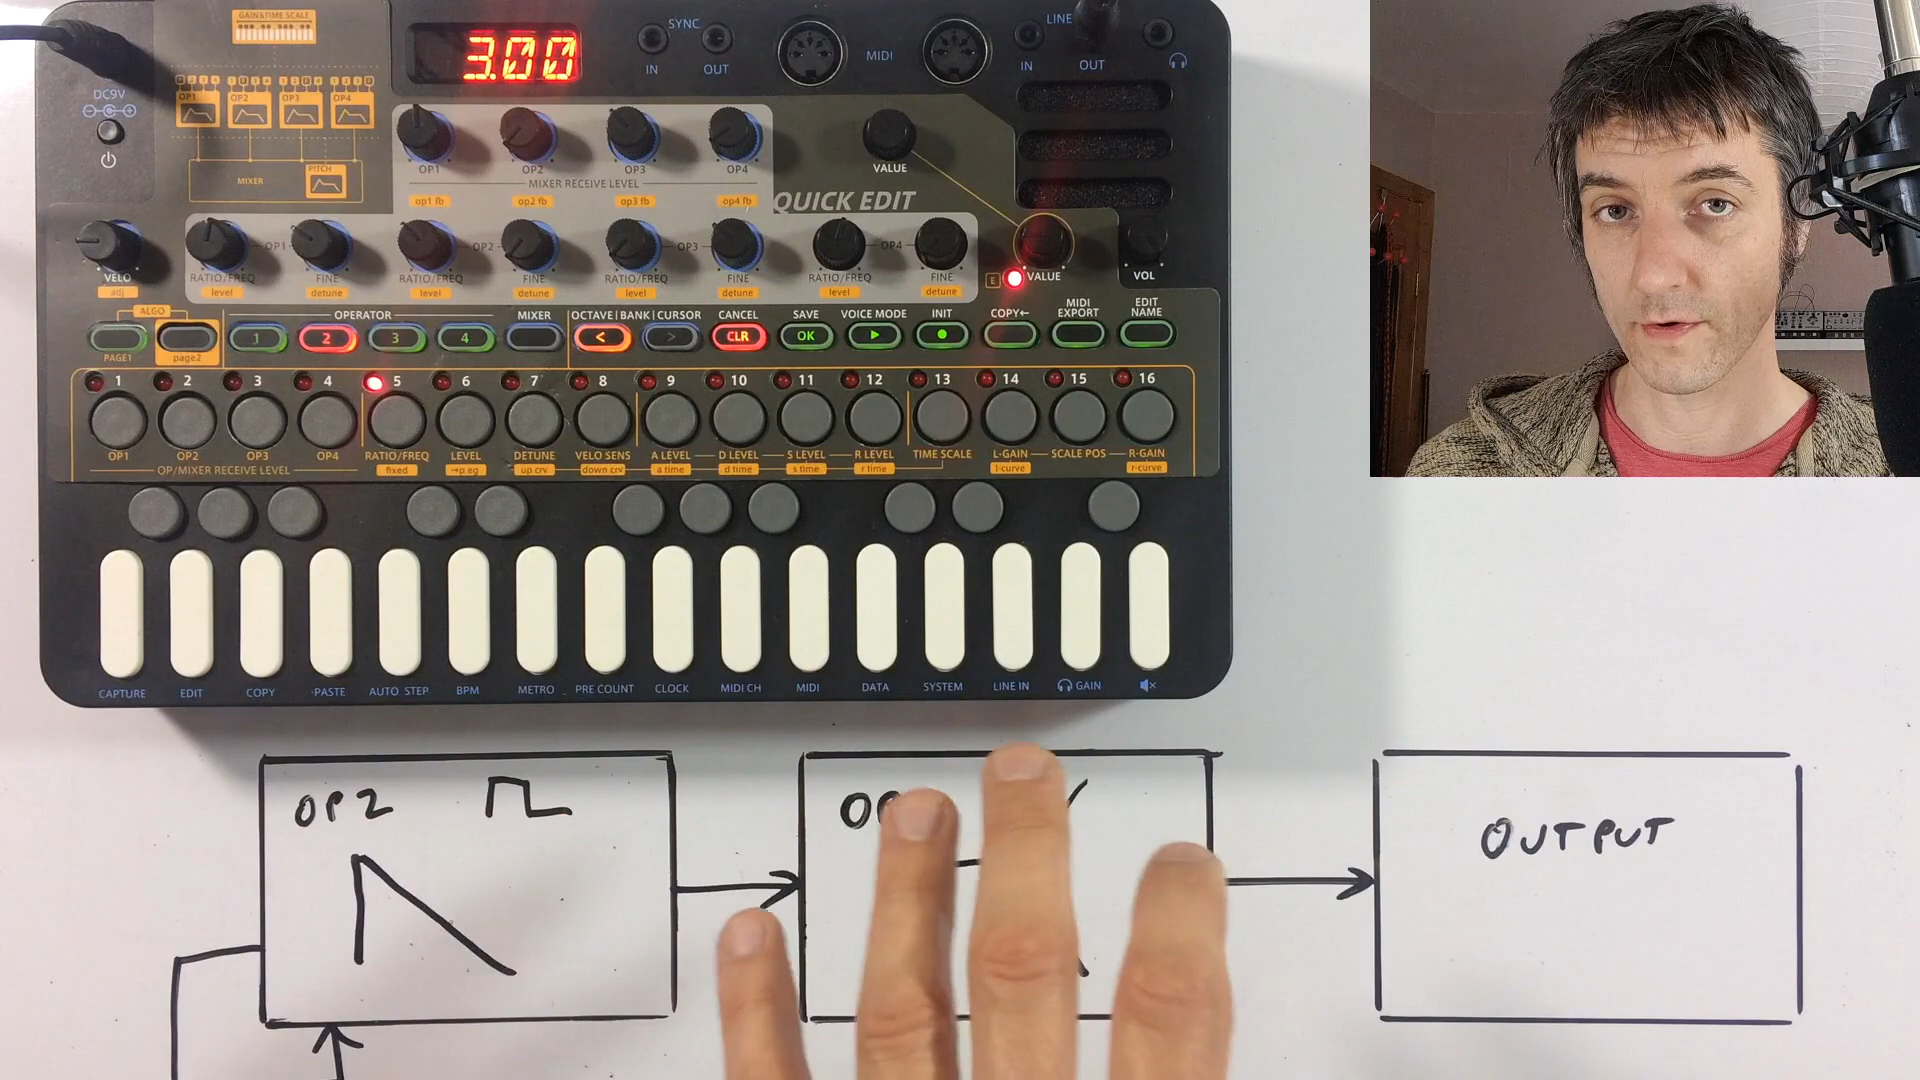 GAIN&TIME SCALE
3.00
SYNC
IN
OUT
MIDI
LINE
IN
OUT
DC9V
OP1
OP2
OP3
OP4
MIXER
PITCH
OP1
OP2
OP3
OP4
MIXER RECEIVE LEVEL
op1 fb
op2 fb
op3 fb
op4 fb
VALUE
QUICK EDIT
VELO
adj
OP1
OP2
OP3
OP4
RATIO/FREQ
FINE
RATIO/FREQ
FINE
RATIO/FREQ
FINE
RATIO/FREQ
FINE
level
detune
level
detune
level
detune
level
detune
E
VALUE
VOL
ALGO
OPERATOR
MIXER
OCTAVE|BANK|CURSOR
CANCEL
SAVE
VOICE MODE
INIT
COPY←
MIDI EXPORT
EDIT NAME
1
2
3
4
<
>
CLR
OK
PAGE1
page2
1 2 3 4 5 6 7 8 9 10 11 12 13 14 15 16
OP1
OP2
OP3
OP4
RATIO/FREQ
LEVEL
DETUNE
VELO SENS
A LEVEL
D LEVEL
S LEVEL
R LEVEL
TIME SCALE
L-GAIN
SCALE POS
R-GAIN
OP/MIXER RECEIVE LEVEL
fixed
→p eg
up crv
down crv
a time
d time
s time
r time
l-curve
r-curve
CAPTURE
EDIT
COPY
PASTE
AUTO STEP
BPM
METRO
PRE COUNT
CLOCK
MIDI CH
MIDI
DATA
SYSTEM
LINE IN
GAIN
OP2
OUTPUT